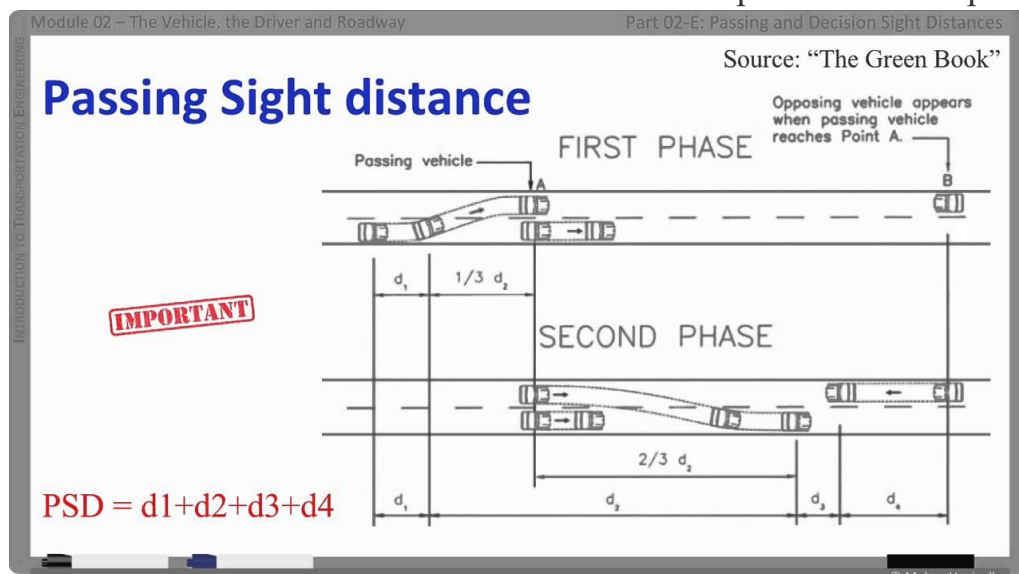 Module 02 – The Vehicle, the Driver and Roadway
Part 02-E: Passing and Decision Sight Distances
INTRODUCTION TO TRANSPORTATION ENGINEERING
Source: “The Green Book”
Passing Sight distance
Opposing vehicle appears
when passing vehicle
reaches Point A.
FIRST PHASE
Passing vehicle
A
B
d₁
1/3 d₂
IMPORTANT
SECOND PHASE
2/3 d₂
PSD = d1+d2+d3+d4
d₁
d₂
d₃
d₄